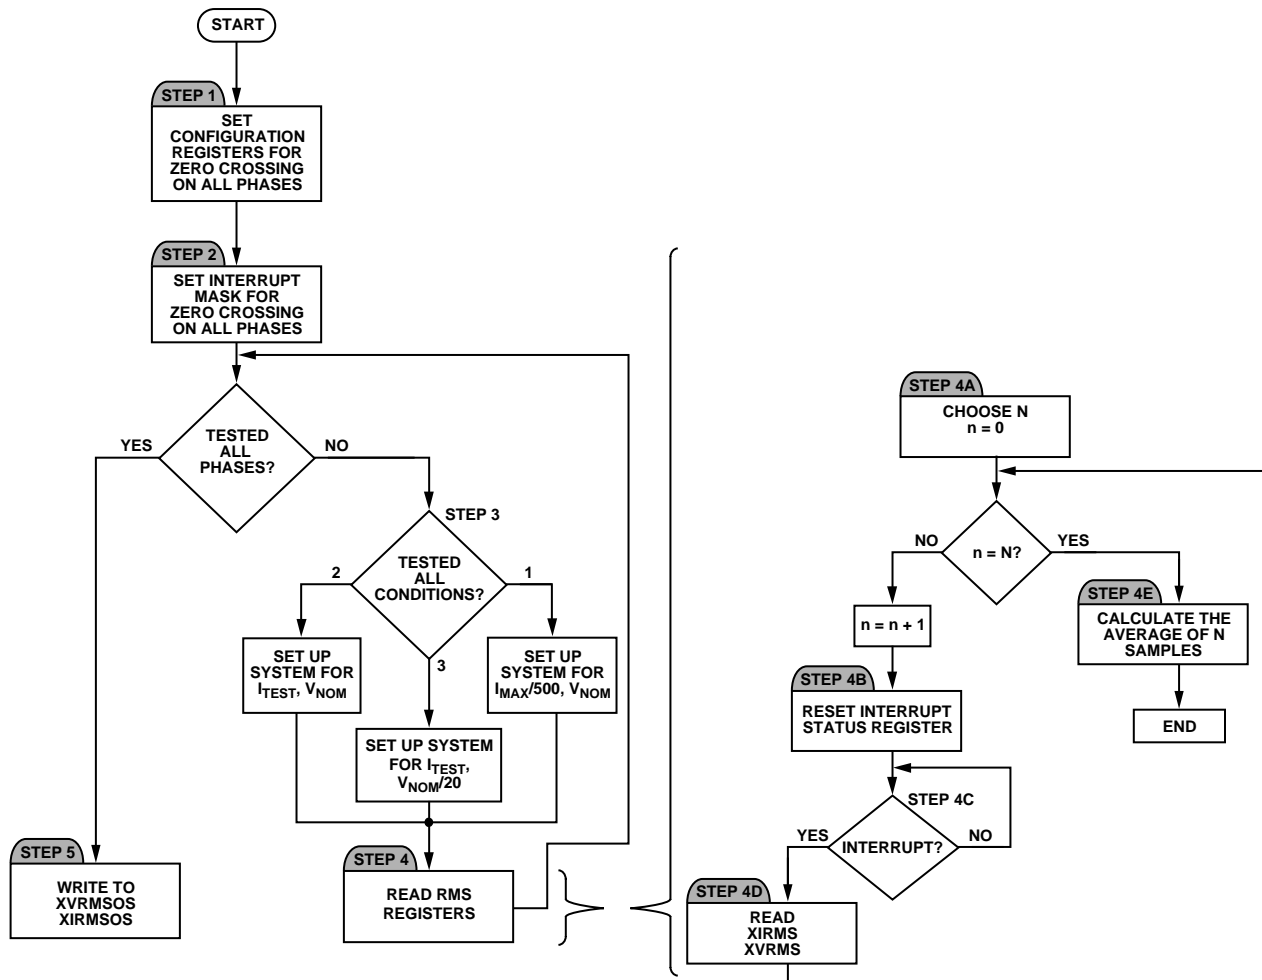 START
STEP 1
SET
CONFIGURATION
REGISTERS FOR
ZERO CROSSING
ON ALL PHASES
STEP 2
SET INTERRUPT
MASK FOR
ZERO CROSSING
ON ALL PHASES
YES
TESTED
ALL
PHASES?
NO
STEP 3
2
TESTED
ALL
CONDITIONS?
1
3
SET UP
SYSTEM FOR
ITEST, VNOM
SET UP
SYSTEM FOR
IMAX/500, VNOM
SET UP SYSTEM
FOR ITEST,
VNOM/20
STEP 5
WRITE TO
XVRMSOS
XIRMSOS
STEP 4
READ RMS
REGISTERS
STEP 4A
CHOOSE N
n = 0
NO
n = N?
YES
n = n + 1
STEP 4E
CALCULATE THE
AVERAGE OF N
SAMPLES
END
STEP 4B
RESET INTERRUPT
STATUS REGISTER
STEP 4C
YES
INTERRUPT?
NO
STEP 4D
READ
XIRMS
XVRMS